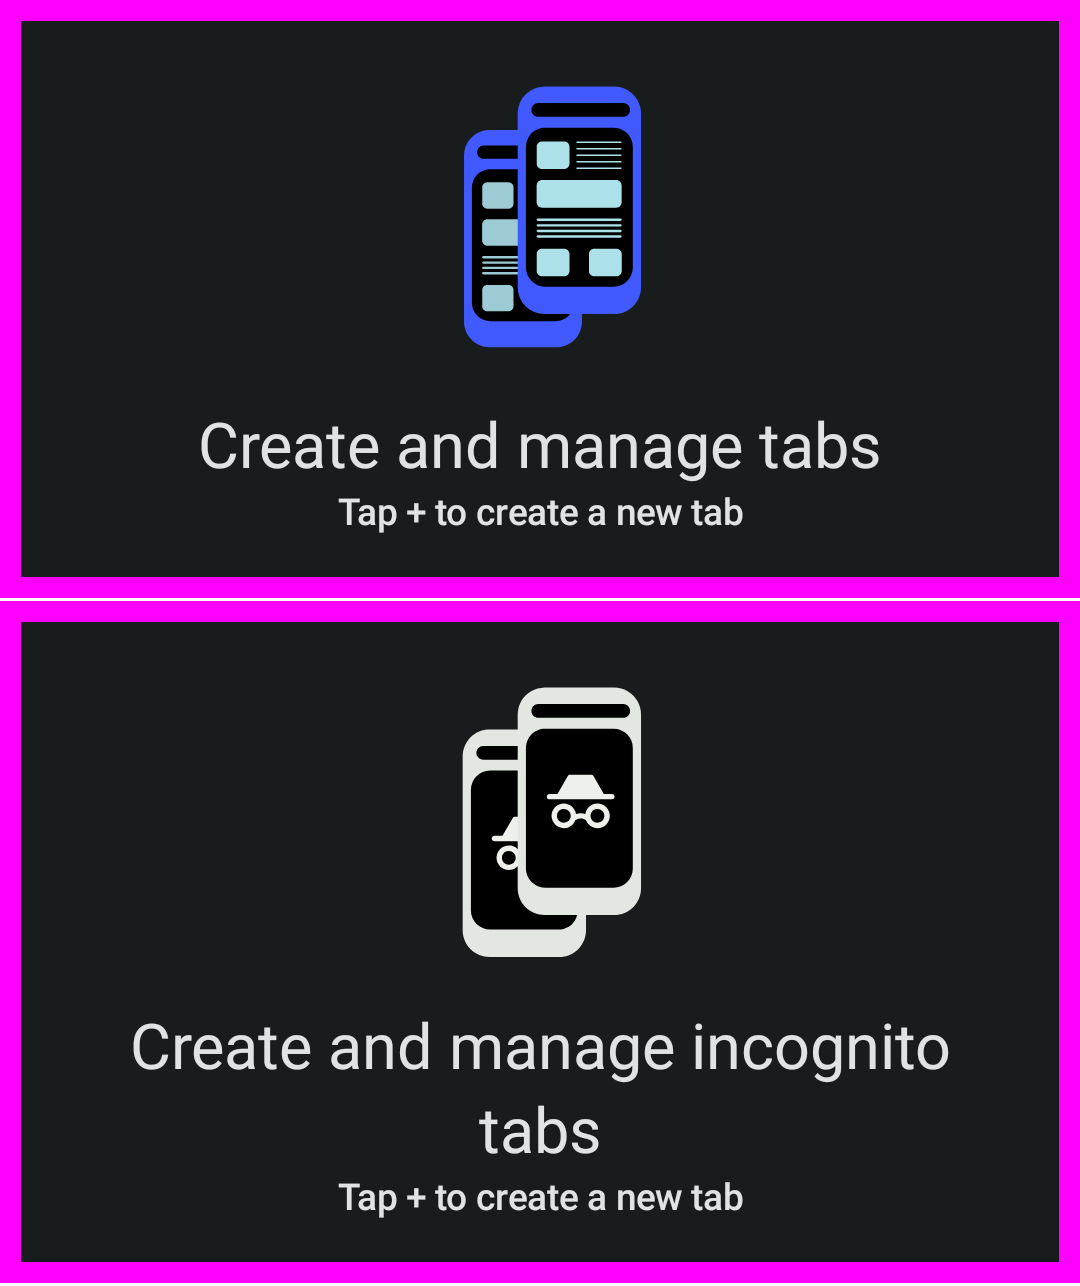 Create and manage tabs
Tap + to create a new tab
Create and manage incognito
tabs
Tap + to create a new tab